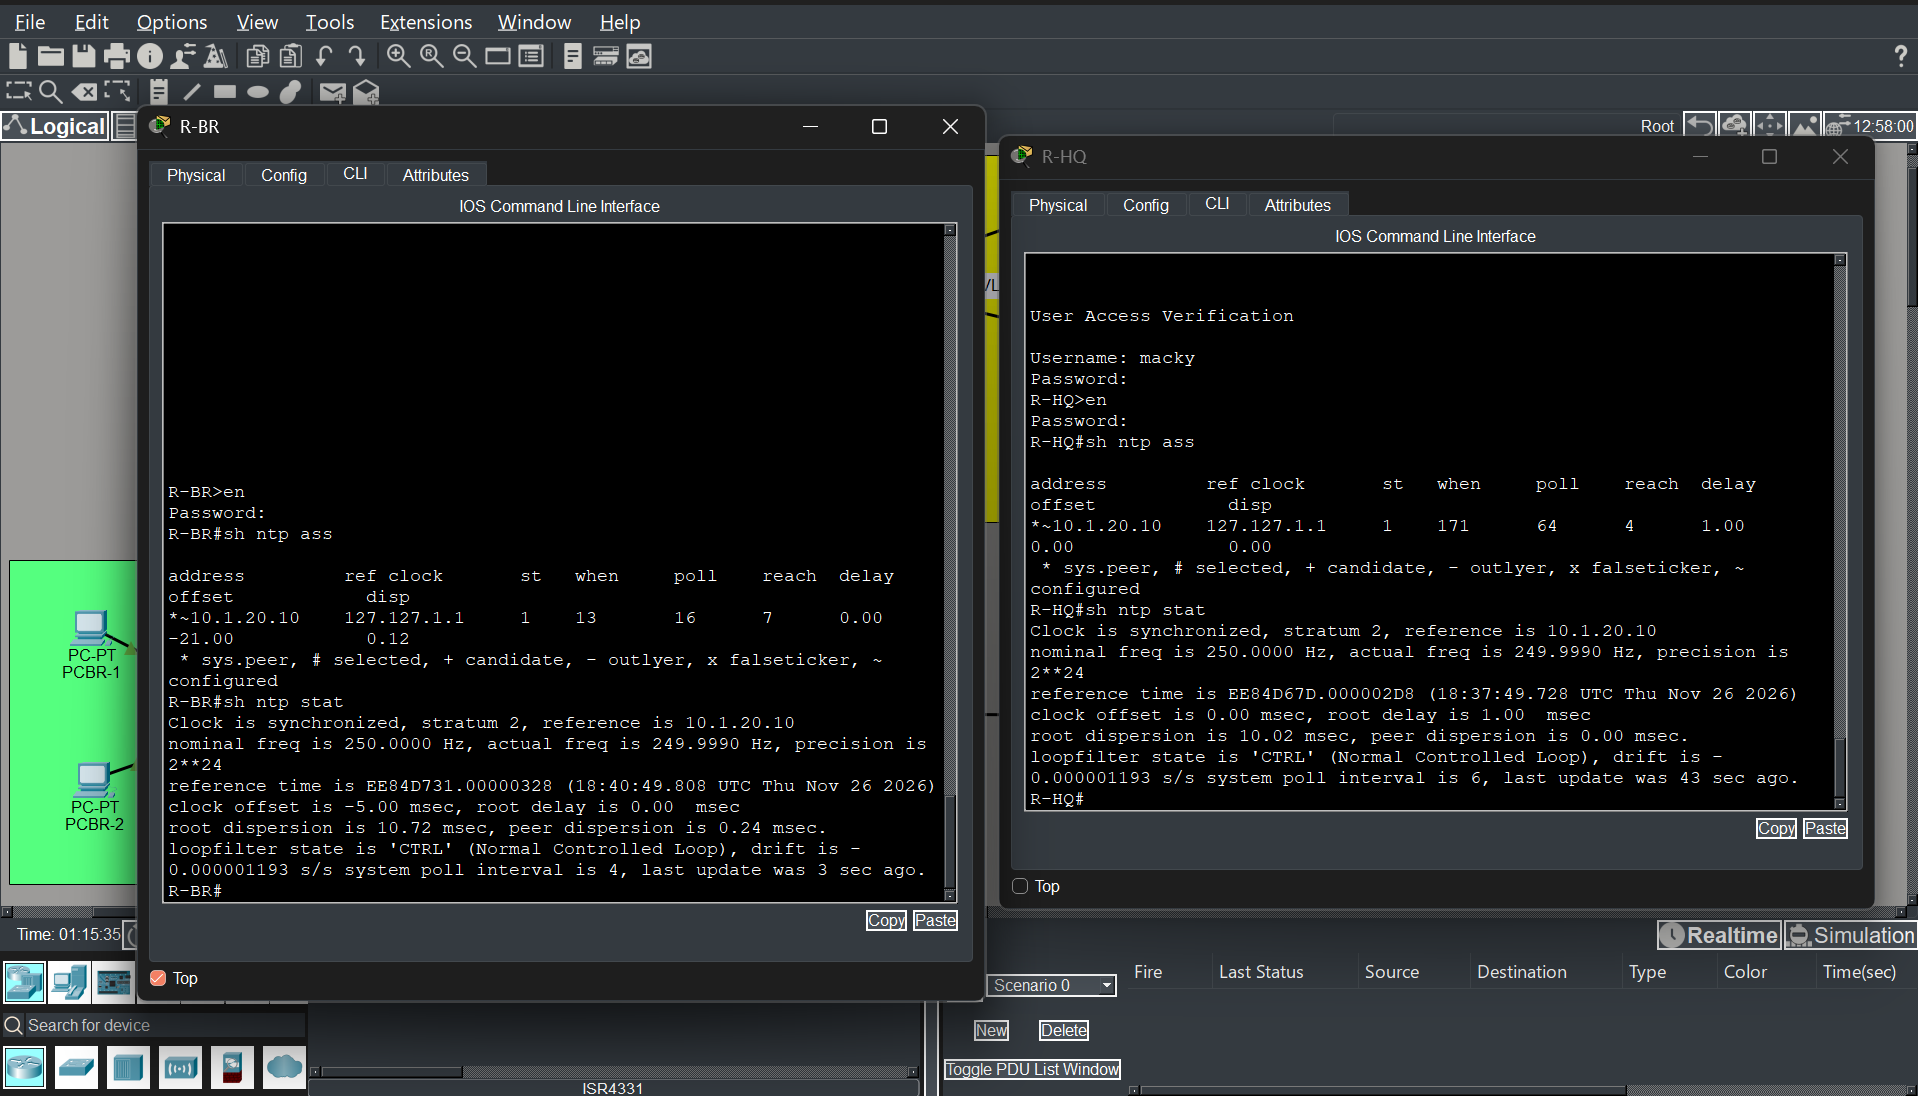 File Edit Options View Tools Extensions Window Help
Logical
Root
12:58:00
R-BR
Physical Config CLI Attributes
IOS Command Line Interface
R-BR>en
Password:
R-BR#sh ntp ass
address ref clock st when poll reach delay
offset disp
*~10.1.20.10 127.127.1.1 1 13 16 7 0.00
-21.00 0.12
* sys.peer, # selected, + candidate, - outlyer, x falseticker, ~
configured
R-BR#sh ntp stat
Clock is synchronized, stratum 2, reference is 10.1.20.10
nominal freq is 250.0000 Hz, actual freq is 249.9990 Hz, precision is
2**24
reference time is EE84D731.00000328 (18:40:49.808 UTC Thu Nov 26 2026)
clock offset is -5.00 msec, root delay is 0.00 msec
root dispersion is 10.72 msec, peer dispersion is 0.24 msec.
loopfilter state is 'CTRL' (Normal Controlled Loop), drift is -
0.000001193 s/s system poll interval is 4, last update was 3 sec ago.
R-BR#
Copy Paste
Top
R-HQ
Physical Config CLI Attributes
IOS Command Line Interface
User Access Verification
Username: macky
Password:
R-HQ>en
Password:
R-HQ#sh ntp ass
address ref clock st when poll reach delay
offset disp
*~10.1.20.10 127.127.1.1 1 171 64 4 1.00
0.00 0.00
* sys.peer, # selected, + candidate, - outlyer, x falseticker, ~
configured
R-HQ#sh ntp stat
Clock is synchronized, stratum 2, reference is 10.1.20.10
nominal freq is 250.0000 Hz, actual freq is 249.9990 Hz, precision is
2**24
reference time is EE84D67D.000002D8 (18:37:49.728 UTC Thu Nov 26 2026)
clock offset is 0.00 msec, root delay is 1.00 msec
root dispersion is 10.02 msec, peer dispersion is 0.00 msec.
loopfilter state is 'CTRL' (Normal Controlled Loop), drift is -
0.000001193 s/s system poll interval is 6, last update was 43 sec ago.
R-HQ#
Copy Paste
Top
PC-PT
PCBR-1
PC-PT
PCBR-2
Time: 01:15:35
Realtime Simulation
Search for device
ISR4331
Scenario 0
New Delete
Toggle PDU List Window
Fire Last Status Source Destination Type Color Time(sec)